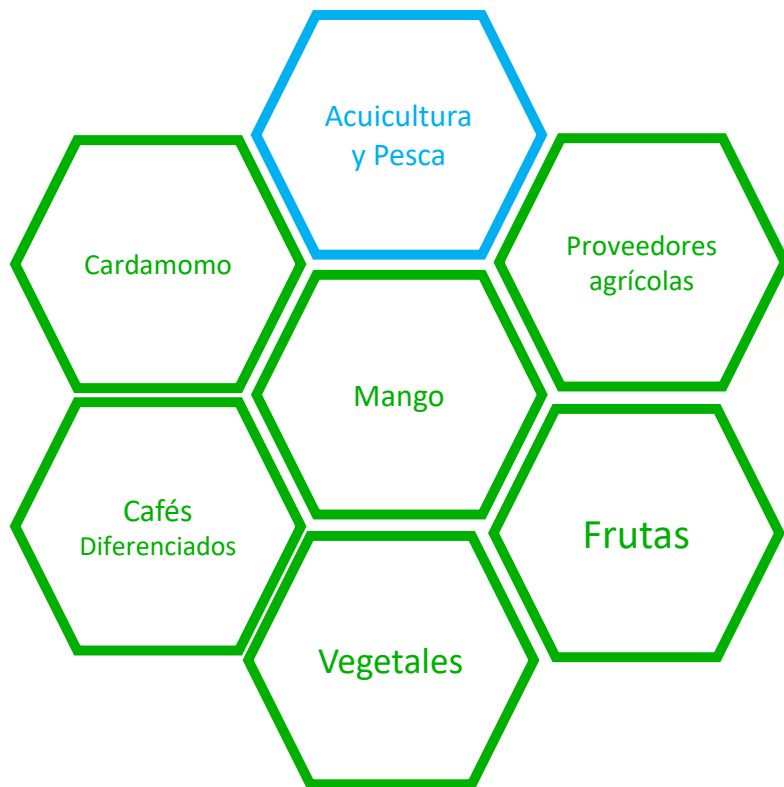 Acuicultura
y Pesca
Cardamomo
Proveedores
agrícolas
Mango
Cafés
Diferenciados
Frutas
Vegetales